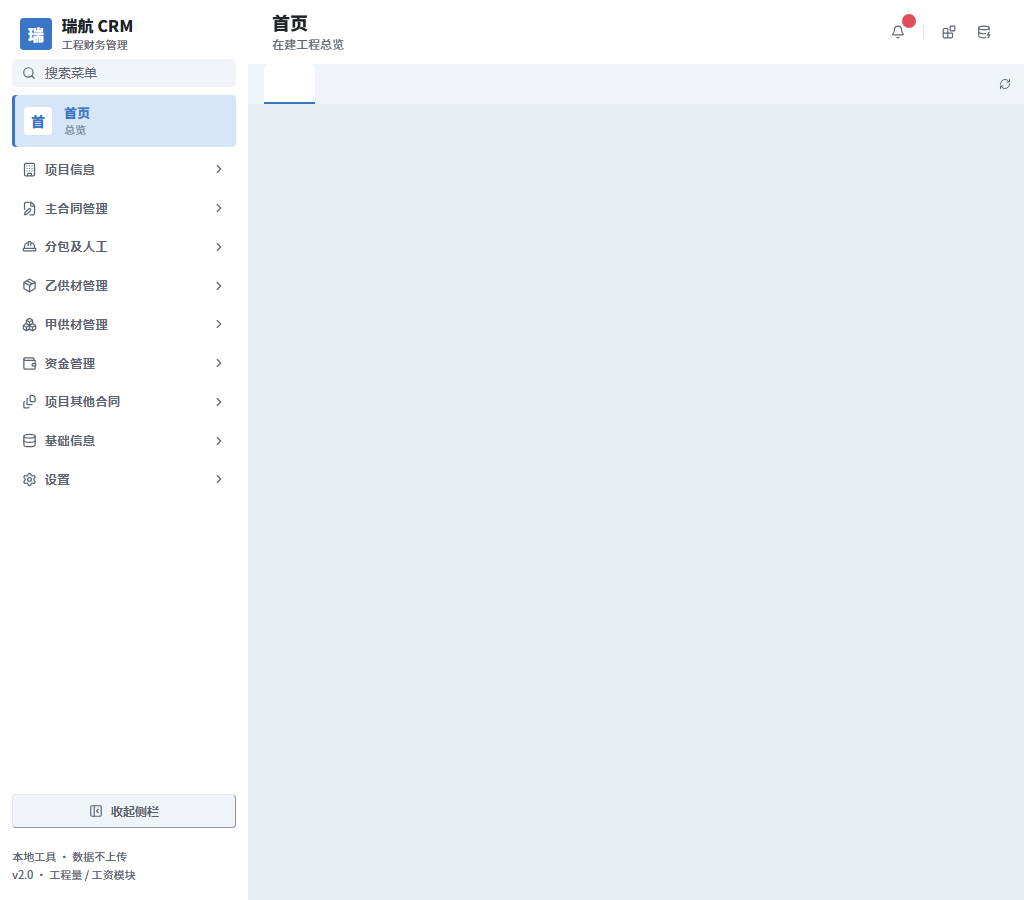 瑞
瑞航 CRM
工程财务管理
搜索菜单
首
首页
总览
项目信息
主合同管理
分包及人工
乙供材管理
甲供材管理
资金管理
项目其他合同
基础信息
设置
收起侧栏
本地工具 · 数据不上传
v2.0 · 工程量 / 工资模块
首页
在建工程总览